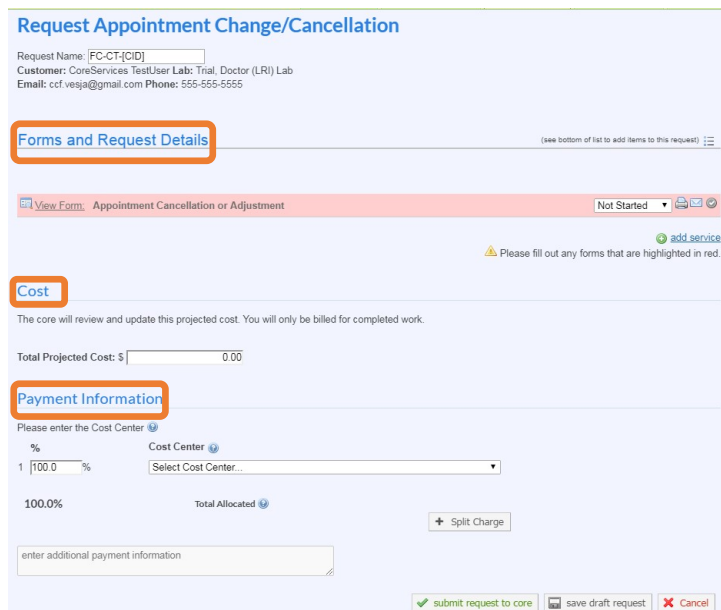 Request Appointment Change/Cancellation
Request Name: FC-CT-[CID]
Customer: CoreServices TestUser Lab: Trial, Doctor (LRI) Lab
Email: ccf.vesja@gmail.com Phone: 555-555-5555
Forms and Request Details
(see bottom of list to add items to this request)
View Form: Appointment Cancellation or Adjustment Not Started
add service
Please fill out any forms that are highlighted in red.
Cost
The core will review and update this projected cost. You will only be billed for completed work.
Total Projected Cost: $ 0.00
Payment Information
Please enter the Cost Center
% Cost Center
1 100.0 % Select Cost Center...
100.0% Total Allocated
+ Split Charge
enter additional payment information
submit request to core save draft request Cancel